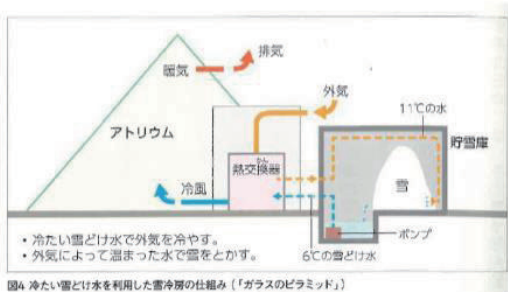 排気
暖気
外気
11℃の水
アトリウム
貯雪庫
熱交換器
かん
雪
冷風
ポンプ
6℃の雪どけ水
・冷たい雪どけ水で外気を冷やす。
・外気によって温まった水で雪をとかす。
図4 冷たい雪どけ水を利用した雪冷房の仕組み(「ガラスのピラミッド」)